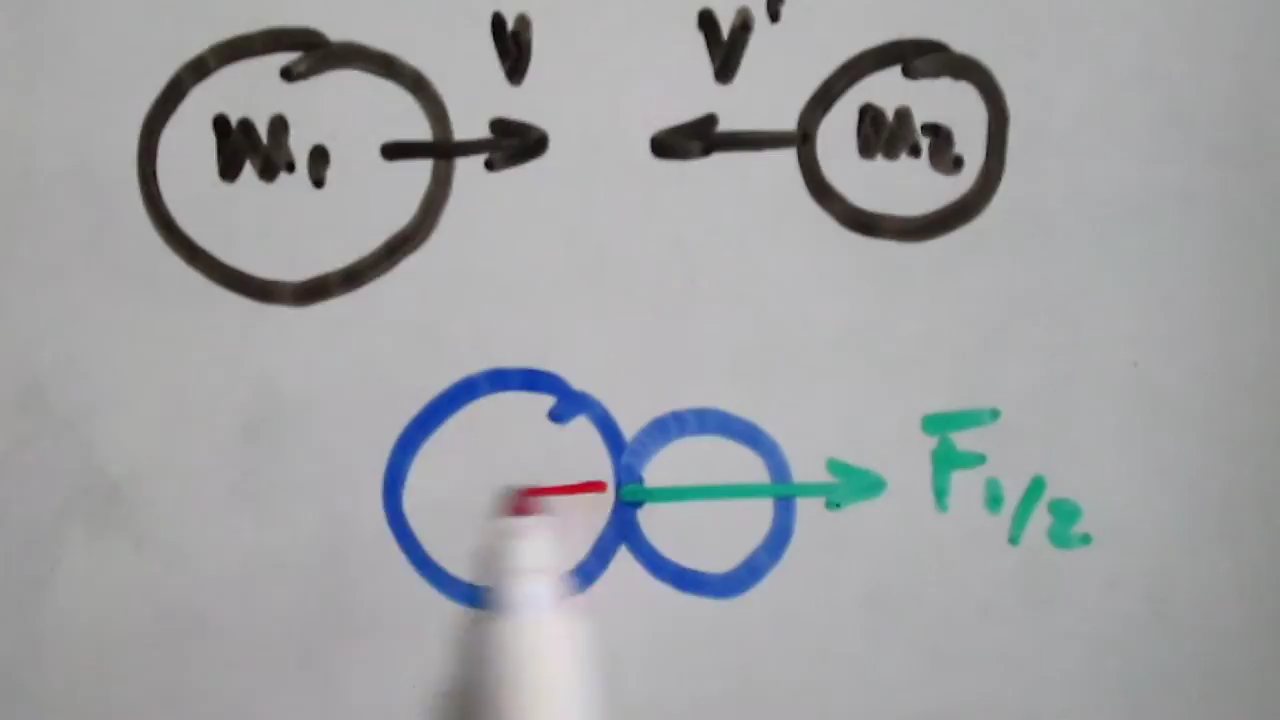 V V'
m₁ m₂
F₁/₂